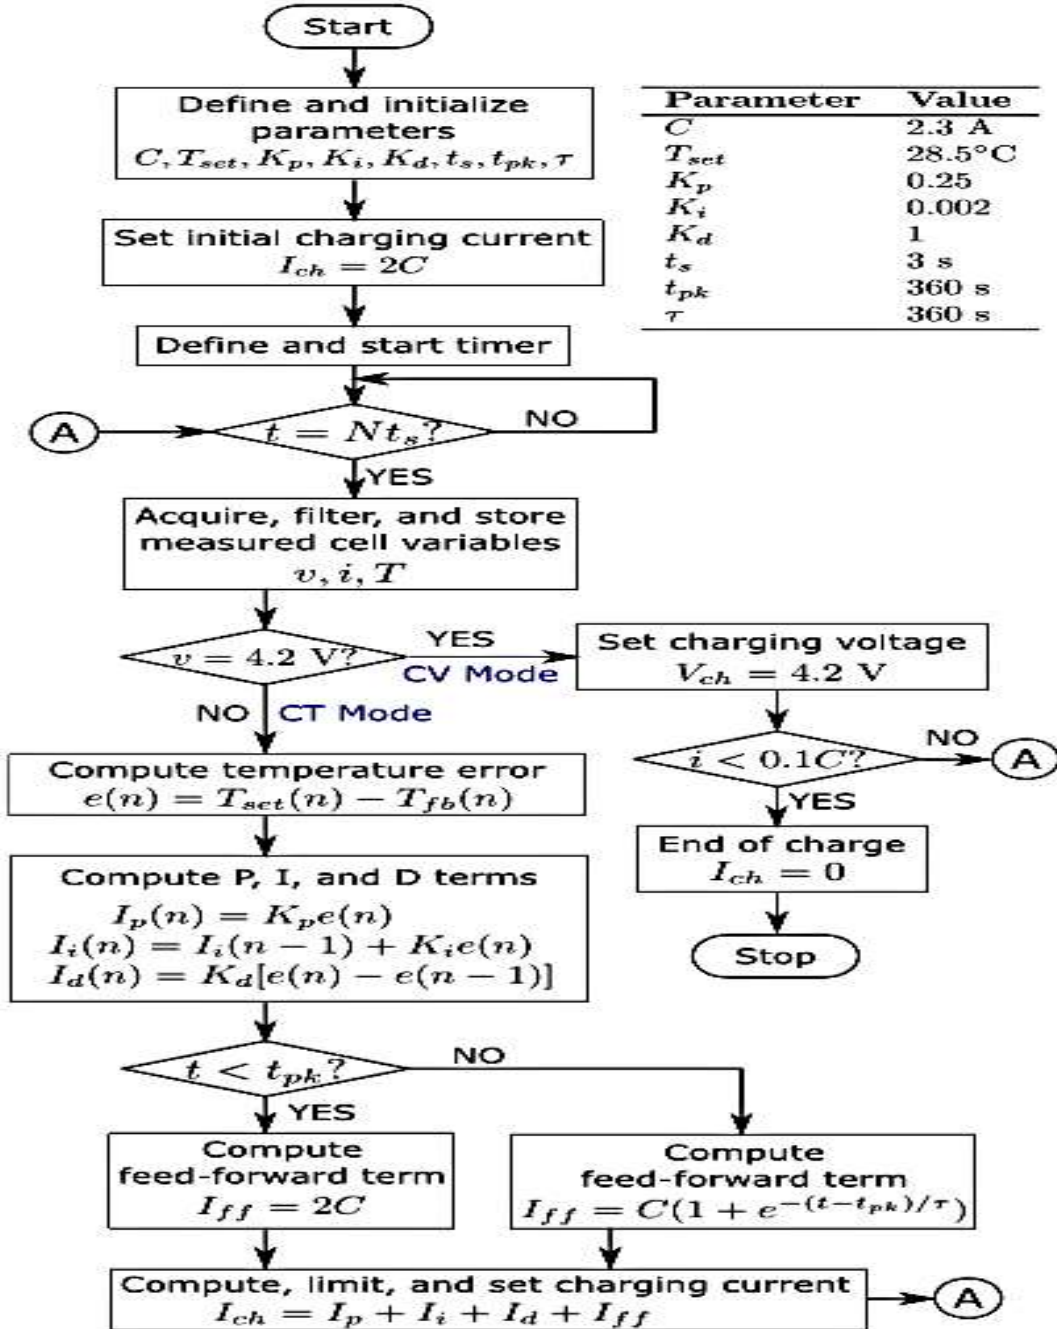 Start
Define and initialize
parameters
C, T_set, K_p, K_i, K_d, t_s, t_pk, τ
Parameter Value
C 2.3 A
T_set 28.5°C
K_p 0.25
K_i 0.002
K_d 1
t_s 3 s
t_pk 360 s
τ 360 s
Set initial charging current
I_ch = 2C
Define and start timer
A
t = Nt_s?
NO
YES
Acquire, filter, and store
measured cell variables
v, i, T
v = 4.2 V?
YES
CV Mode
Set charging voltage
V_ch = 4.2 V
NO CT Mode
i < 0.1C?
NO
A
YES
End of charge
I_ch = 0
Stop
Compute temperature error
e(n) = T_set(n) − T_fb(n)
Compute P, I, and D terms
I_p(n) = K_p e(n)
I_i(n) = I_i(n − 1) + K_i e(n)
I_d(n) = K_d[e(n) − e(n − 1)]
t < t_pk?
NO
YES
Compute
feed-forward term
I_ff = 2C
Compute
feed-forward term
I_ff = C(1 + e^{−(t−t_pk)/τ})
Compute, limit, and set charging current
I_ch = I_p + I_i + I_d + I_ff
A